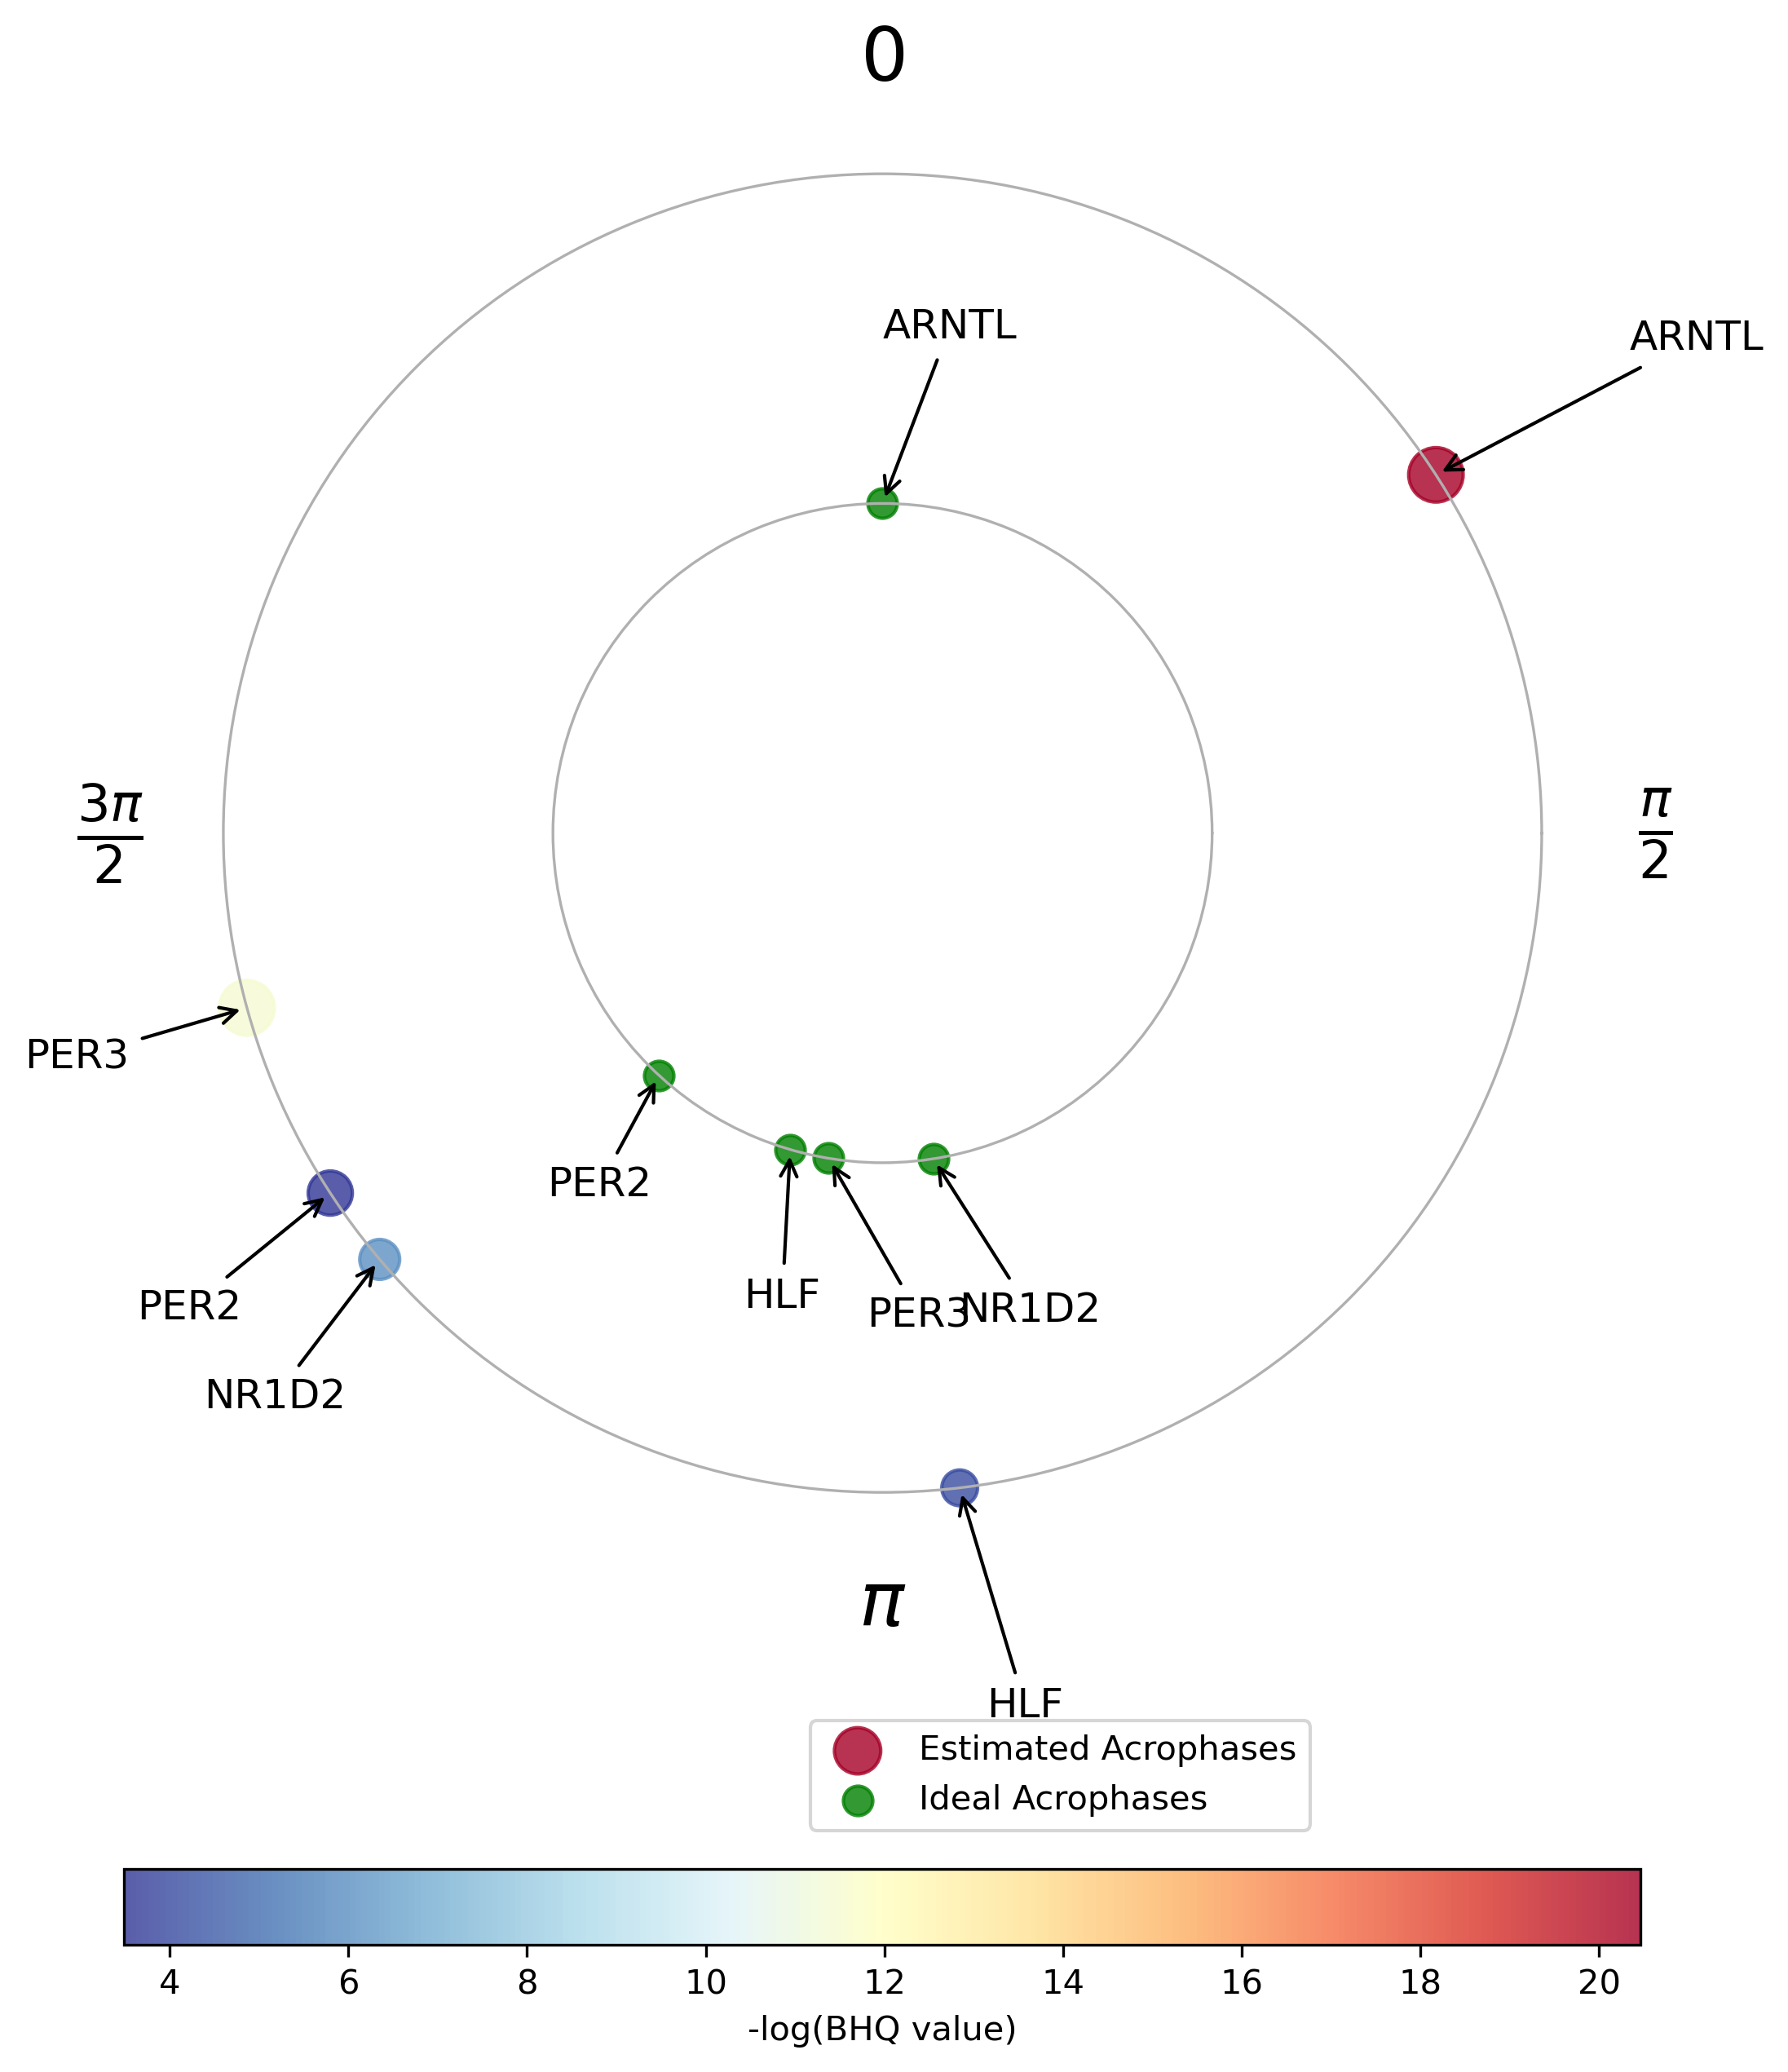 0
ARNTL
ARNTL
3π
2
π
2
PER3
PER2
HLF
PER3
NR1D2
PER2
NR1D2
π
HLF
Estimated Acrophases
Ideal Acrophases
4 6 8 10 12 14 16 18 20
-log(BHQ value)